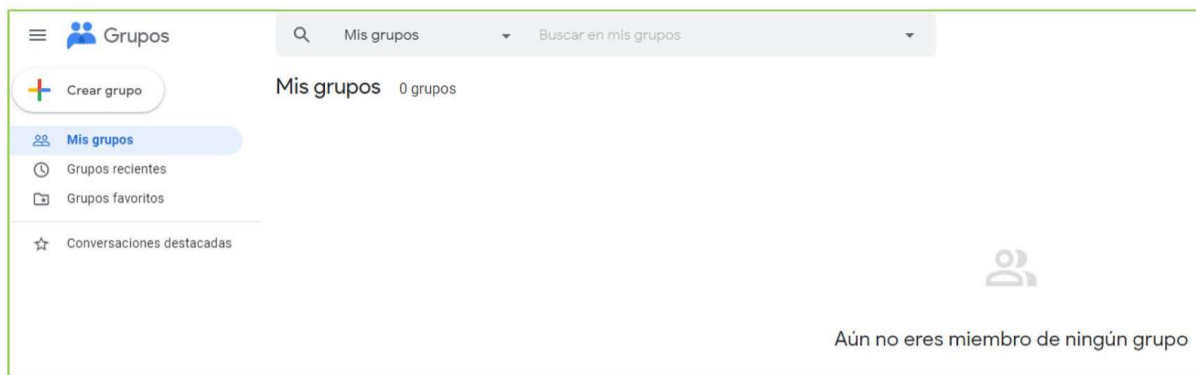 Grupos
Mis grupos
Buscar en mis grupos
Crear grupo
Mis grupos 0 grupos
Mis grupos
Grupos recientes
Grupos favoritos
Conversaciones destacadas
Aún no eres miembro de ningún grupo